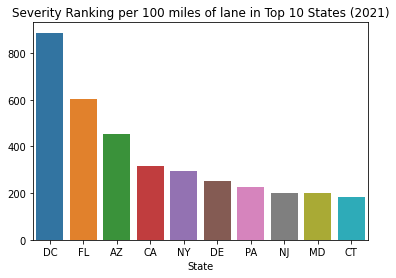 Severity Ranking per 100 miles of lane in Top 10 States (2021)
800
600
400
200
0
DC FL AZ CA NY DE PA NJ MD CT
State